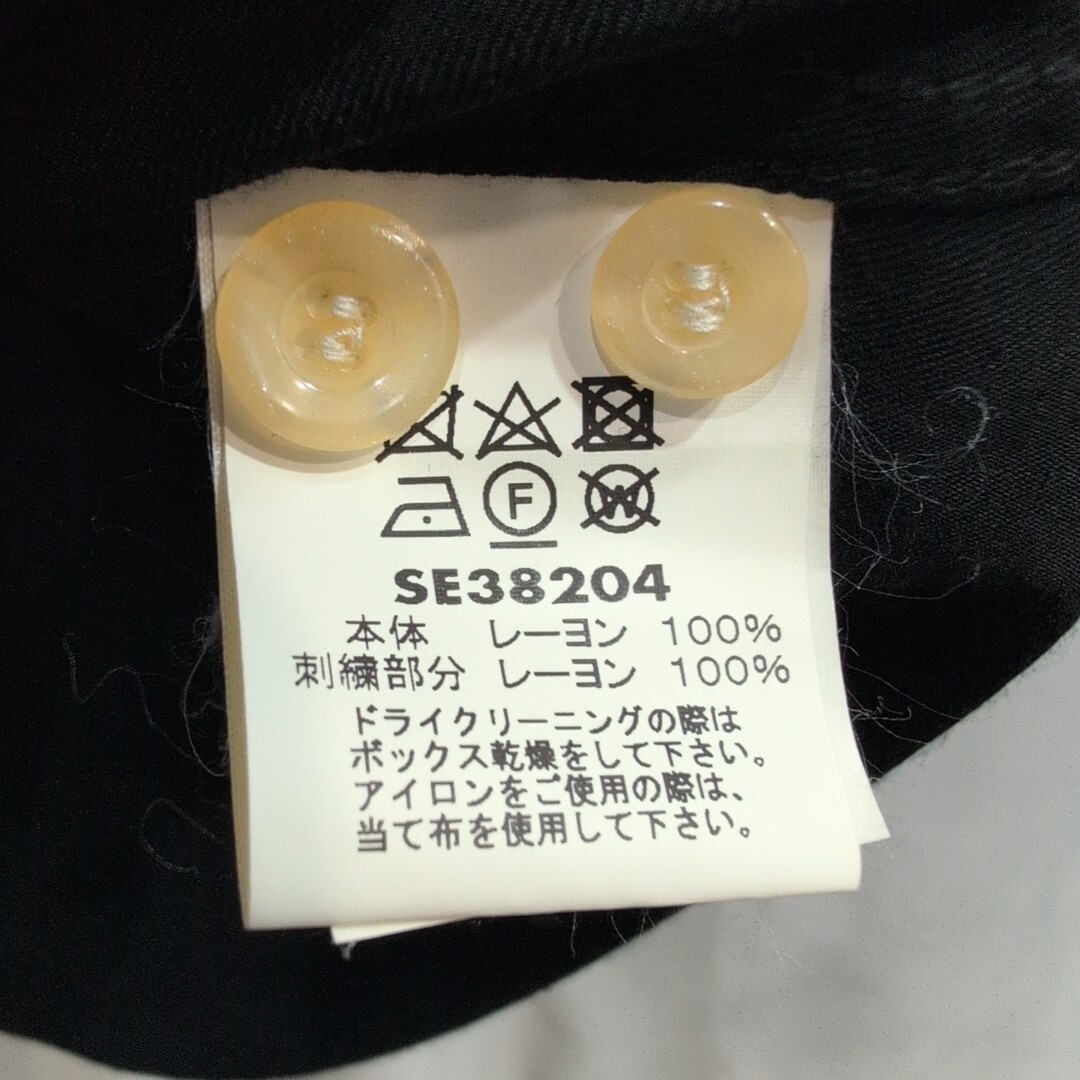 F W
SE38204
本体 レーヨン 100%
刺繍部分 レーヨン 100%
ドライクリーニングの際は
ボックス乾燥をして下さい。
アイロンをご使用の際は、
当て布を使用して下さい。